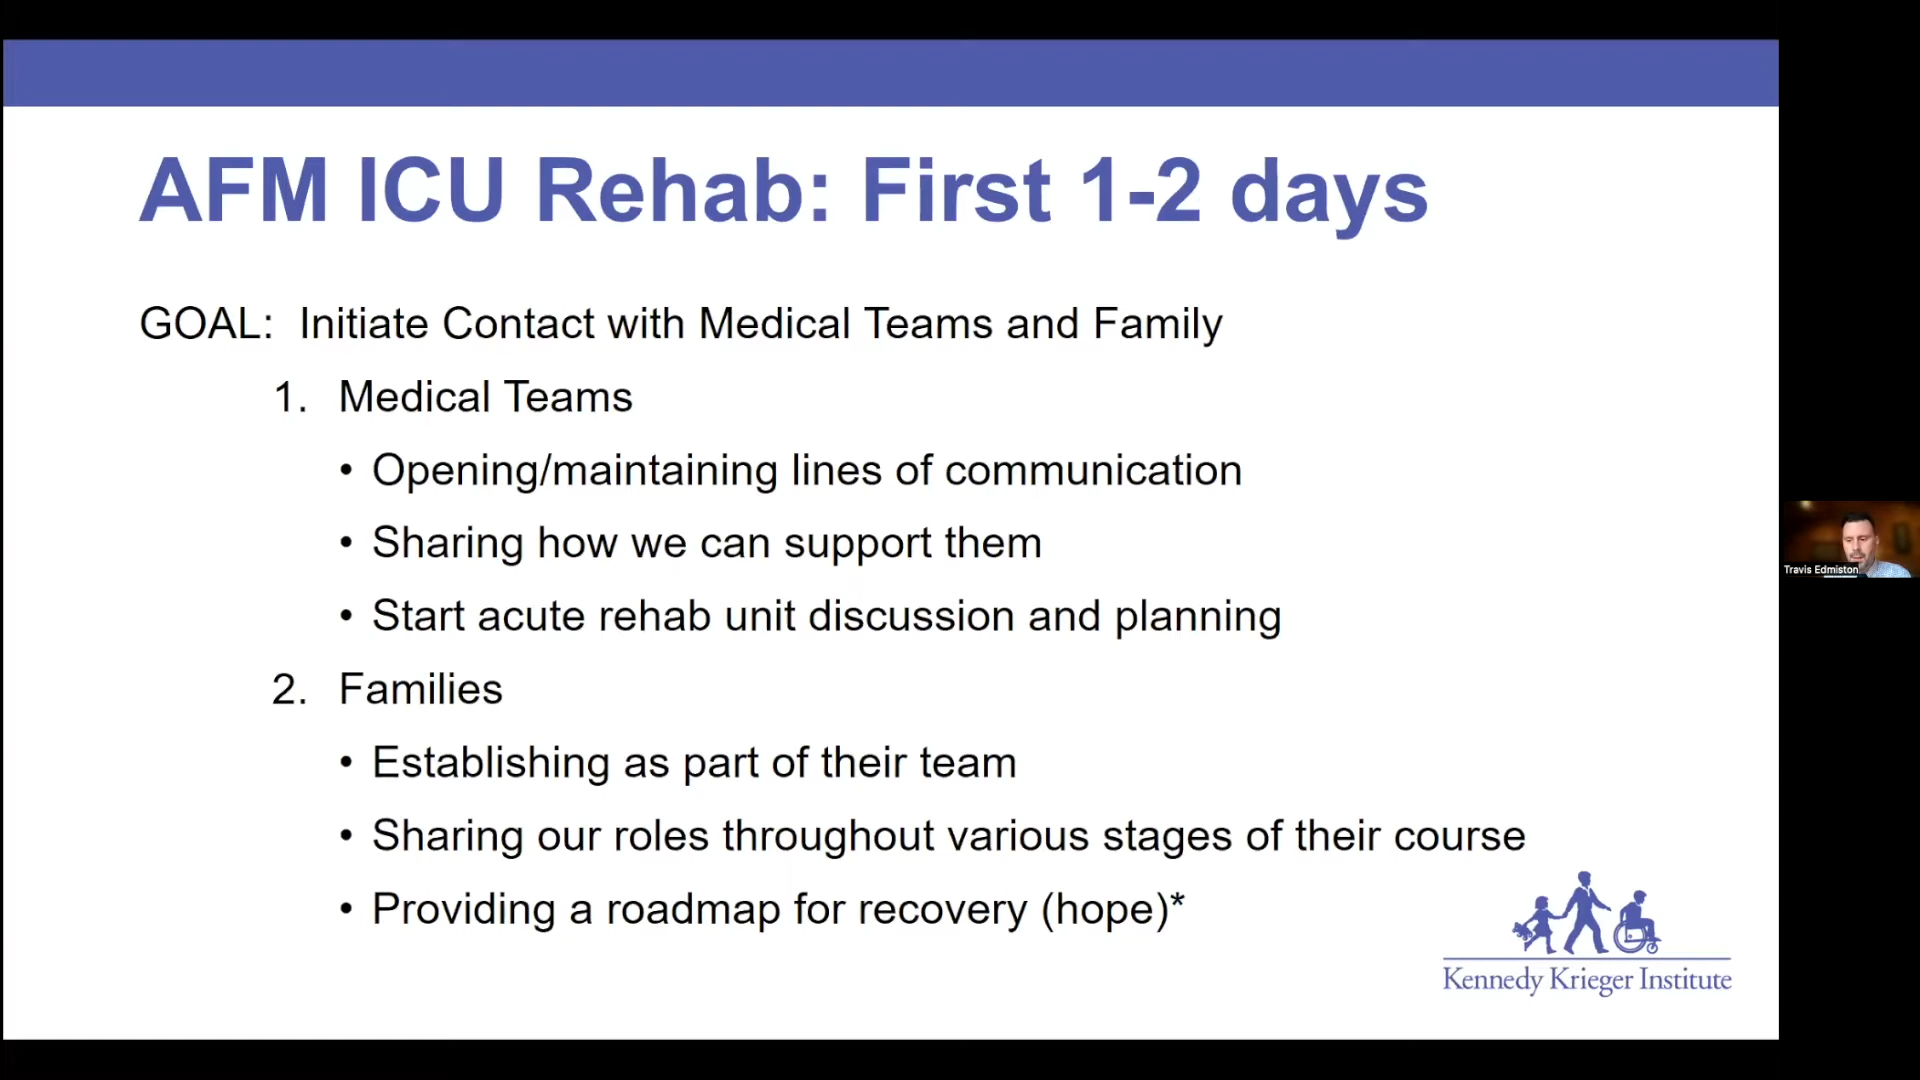 AFM ICU Rehab: First 1-2 days
GOAL: Initiate Contact with Medical Teams and Family
1. Medical Teams
• Opening/maintaining lines of communication
• Sharing how we can support them
• Start acute rehab unit discussion and planning
2. Families
• Establishing as part of their team
• Sharing our roles throughout various stages of their course
• Providing a roadmap for recovery (hope)*
Kennedy Krieger Institute
Travis Edmiston